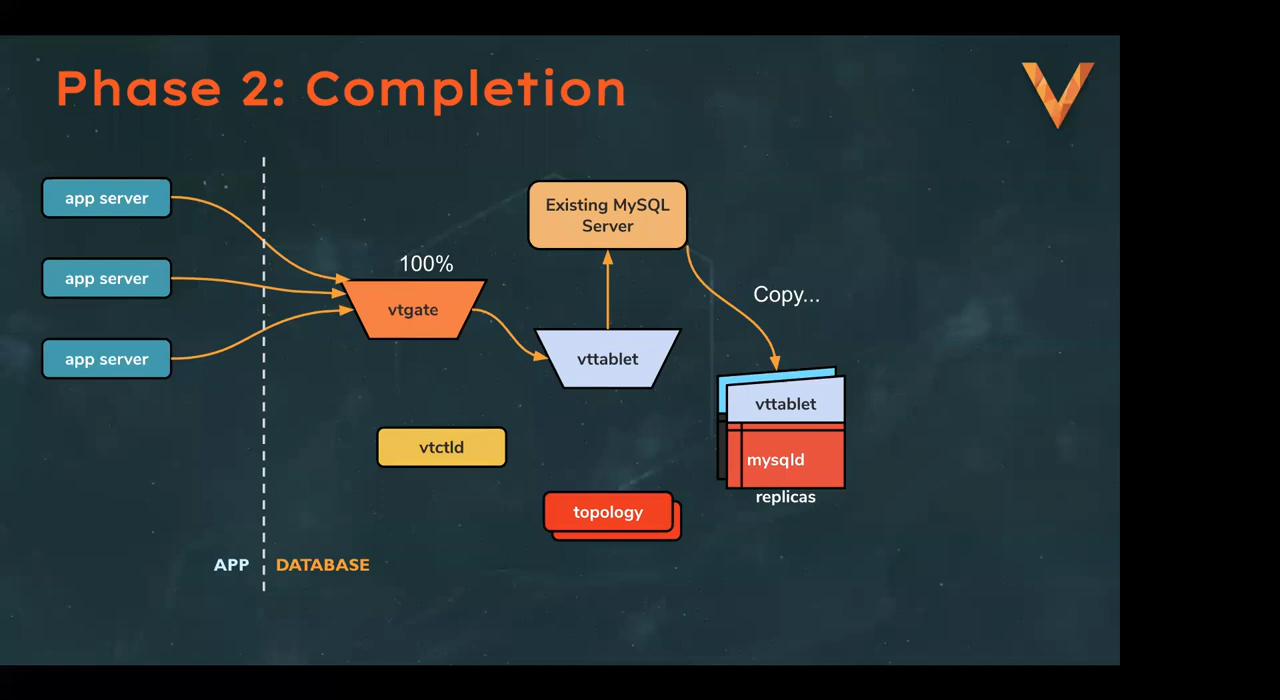 Phase 2: Completion
app server
app server
app server
100%
vtgate
Existing MySQL
Server
vttablet
Copy...
vttablet
mysqld
replicas
vtctld
topology
APP
DATABASE